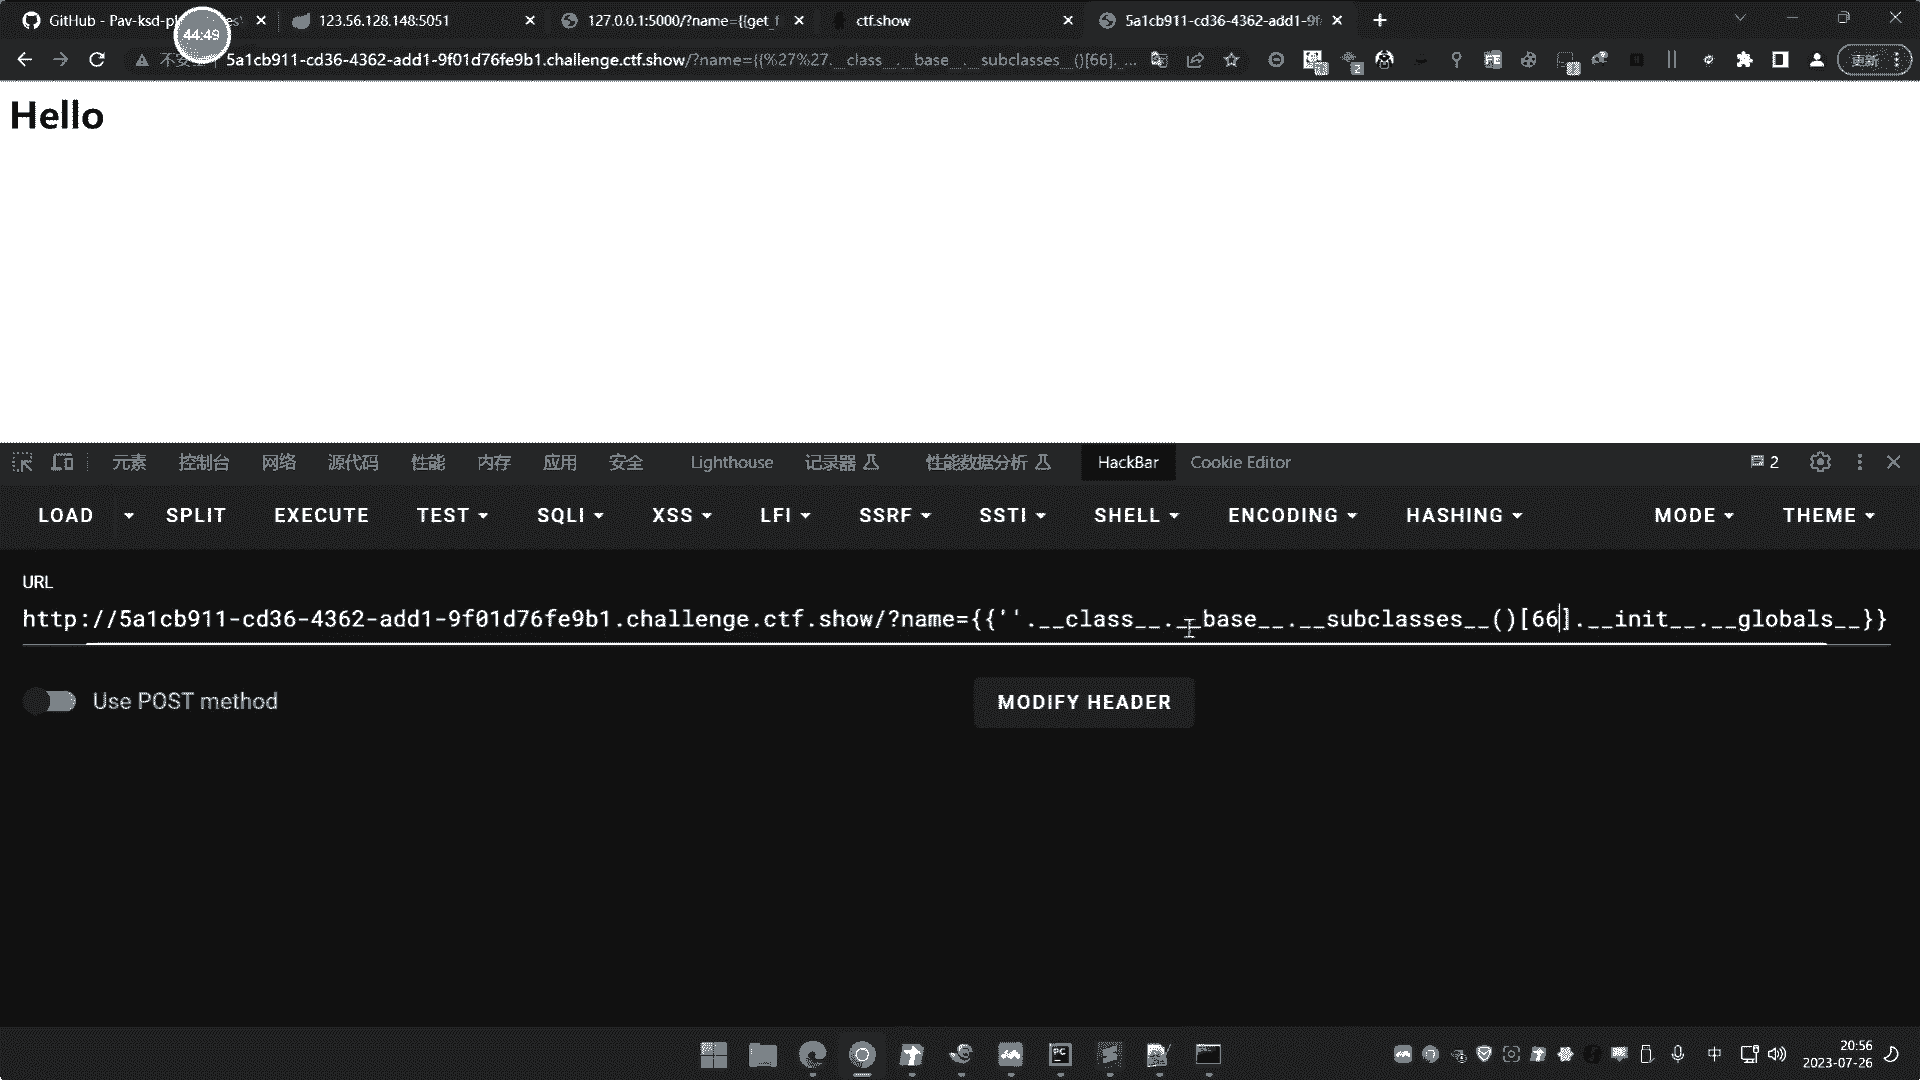 GitHub - Pav-ksd-pl
44:49
123.56.128.148:5051
127.0.0.1:5000/?name={{get_f
ctf.show
5a1cb911-cd36-4362-add1-9f
5a1cb911-cd36-4362-add1-9f01d76fe9b1.challenge.ctf.show/?name={{%27%27.__class__.__base__.__subclasses__()[66]....
更新
Hello
元素 控制台 网络 源代码 性能 内存 应用 安全 Lighthouse 记录器 性能数据分析 HackBar Cookie Editor 2
LOAD SPLIT EXECUTE TEST SQLI XSS LFI SSRF SSTI SHELL ENCODING HASHING MODE THEME
URL
http://5a1cb911-cd36-4362-add1-9f01d76fe9b1.challenge.ctf.show/?name={{''.__class__.__base__.__subclasses__()[66].__init__.__globals__}}
Use POST method
MODIFY HEADER
中
20:56
2023-07-26